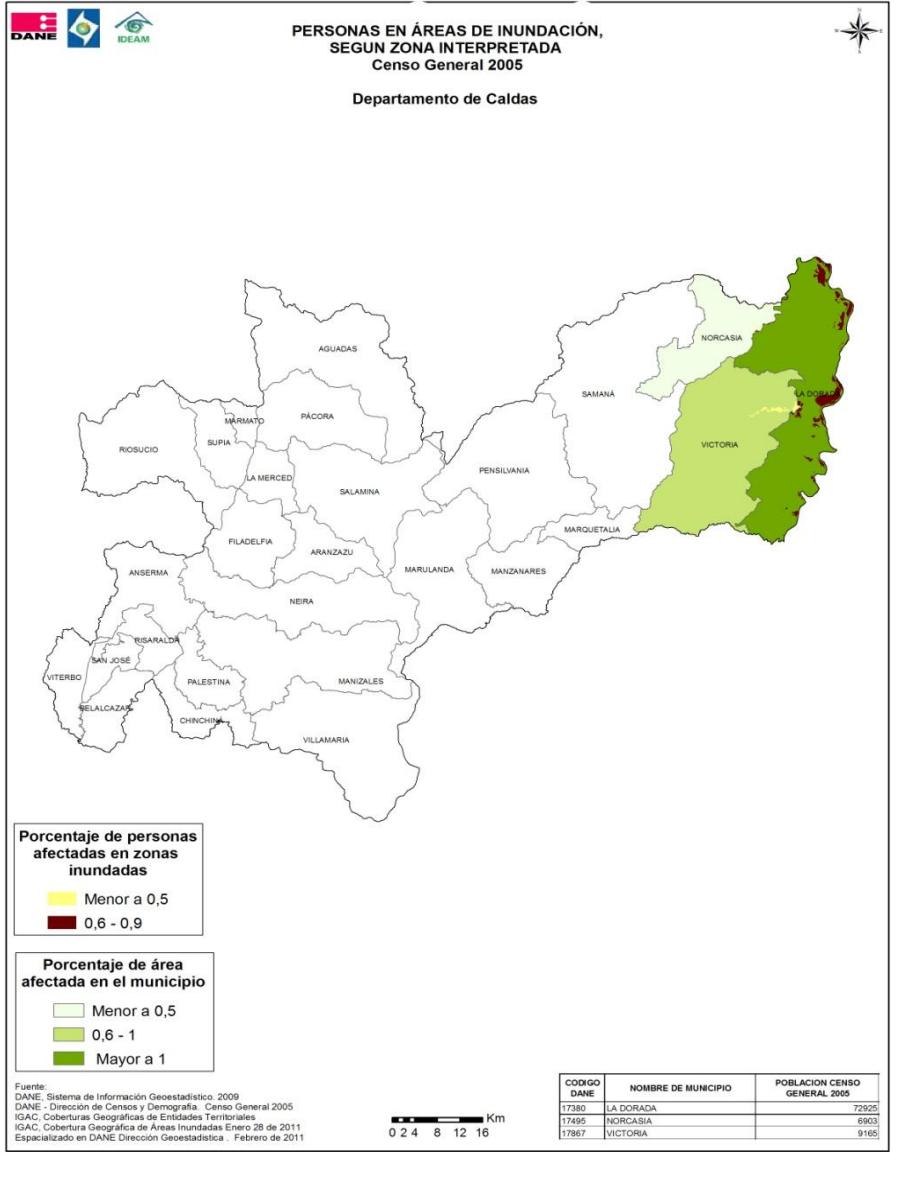 DANE
IDEAM
PERSONAS EN ÁREAS DE INUNDACIÓN,
SEGUN ZONA INTERPRETADA
Censo General 2005
Departamento de Caldas
N
W
E
S
AGUADAS
NORCASIA
SAMANÁ
LA DORADA
PÁCORA
MARMATO
RIOSUCIO
SUPIA
VICTORIA
LA MERCED
PENSILVANIA
SALAMINA
MARQUETALIA
FILADELFIA
ARANZAZU
MARULANDA
MANZANARES
ANSERMA
NEIRA
RISARALDA
SAN JOSÉ
VITERBO
PALESTINA
MANIZALES
BELALCAZAR
CHINCHINÁ
VILLAMARIA
Porcentaje de personas
afectadas en zonas
inundadas
Menor a 0,5
0,6 - 0,9
Porcentaje de área
afectada en el municipio
Menor a 0,5
0,6 - 1
Mayor a 1
Fuente:
DANE, Sistema de Información Geoestadístico. 2009
DANE - Dirección de Censos y Demografia. Censo General 2005
IGAC, Coberturas Geográficas de Entidades Territoriales
IGAC, Cobertura Geográfica de Áreas Inundadas Enero 28 de 2011
Espacializado en DANE Dirección Geoestadistica . Febrero de 2011
Km
0 2 4 8 12 16
CODIGO DANE NOMBRE DE MUNICIPIO POBLACION CENSO GENERAL 2005
17380 LA DORADA 72925
17495 NORCASIA 6903
17867 VICTORIA 9165